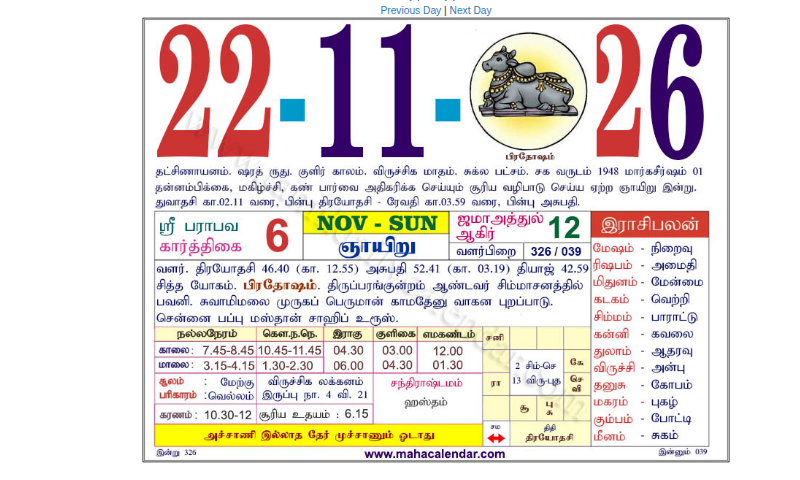 Previous Day | Next Day
22-11-26
பிரதோஷம்
தட்சிணாயனம். ஷரத் ருது. குளிர் காலம். விருச்சிக மாதம். சுக்ல பட்சம். சக வருடம் 1948 மார்கசீர்ஷம் 01
தன்னம்பிக்கை, மகிழ்ச்சி, கண் பார்வை அதிகரிக்க செய்யும் சூரிய வழிபாடு செய்ய ஏற்ற ஞாயிறு இன்று.
துவாதசி கா.02.11 வரை, பின்பு திரயோதசி - ரேவதி கா.03.59 வரை, பின்பு அசுபதி.
ஸ்ரீ பராபவ
கார்த்திகை
6
NOV - SUN
ஞாயிறு
ஜமாஅத்துல்
ஆகிர்
12
வளர்பிறை 326 / 039
வளர். திரயோதசி 46.40 (கா. 12.55) அசுபதி 52.41 (கா. 03.19) தியாஜ் 42.59
சித்த யோகம். பிரதோஷம். திருப்பரங்குன்றம் ஆண்டவர் சிம்மாசனத்தில்
பவனி. சுவாமிமலை முருகப் பெருமான் காமதேனு வாகன புறப்பாடு.
சென்னை பப்பு மஸ்தான் சாஹிப் உரூஸ்.
நல்லநேரம் கௌ.ந.நே. இராகு குளிகை எமகண்டம்
காலை: 7.45-8.45 10.45-11.45 04.30 03.00 12.00
மாலை: 3.15-4.15 1.30-2.30 06.00 04.30 01.30
சூலம் : மேற்கு
பரிகாரம் :வெல்லம்
விருச்சிக லக்கனம்
இருப்பு நா. 4 வி. 21
சந்திராஷ்டமம்
ஹஸ்தம்
கரணம் : 10.30-12 சூரிய உதயம் : 6.15
அச்சாணி இல்லாத தேர் முச்சாணும் ஓடாது
சனி
2 சிம்-செ
13 விரு-புத
கே
ரா
செ
வி
சூ
பு
சு
சம
திதி
திரயோதசி
இராசிபலன்
மேஷம் - நிறைவு
ரிஷபம் - அமைதி
மிதுனம் - மேன்மை
கடகம் - வெற்றி
சிம்மம் - பாராட்டு
கன்னி - கவலை
துலாம் - ஆதரவு
விருச்சி - அன்பு
தனுசு - கோபம்
மகரம் - புகழ்
கும்பம் - போட்டி
மீனம் - சுகம்
இன்று 326
www.mahacalendar.com
இன்னும் 039